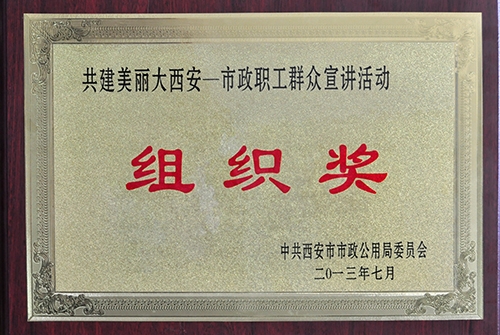 共建美丽大西安—市政职工群众宣讲活动
组织奖
中共西安市市政公用局委员会
二〇一三年七月